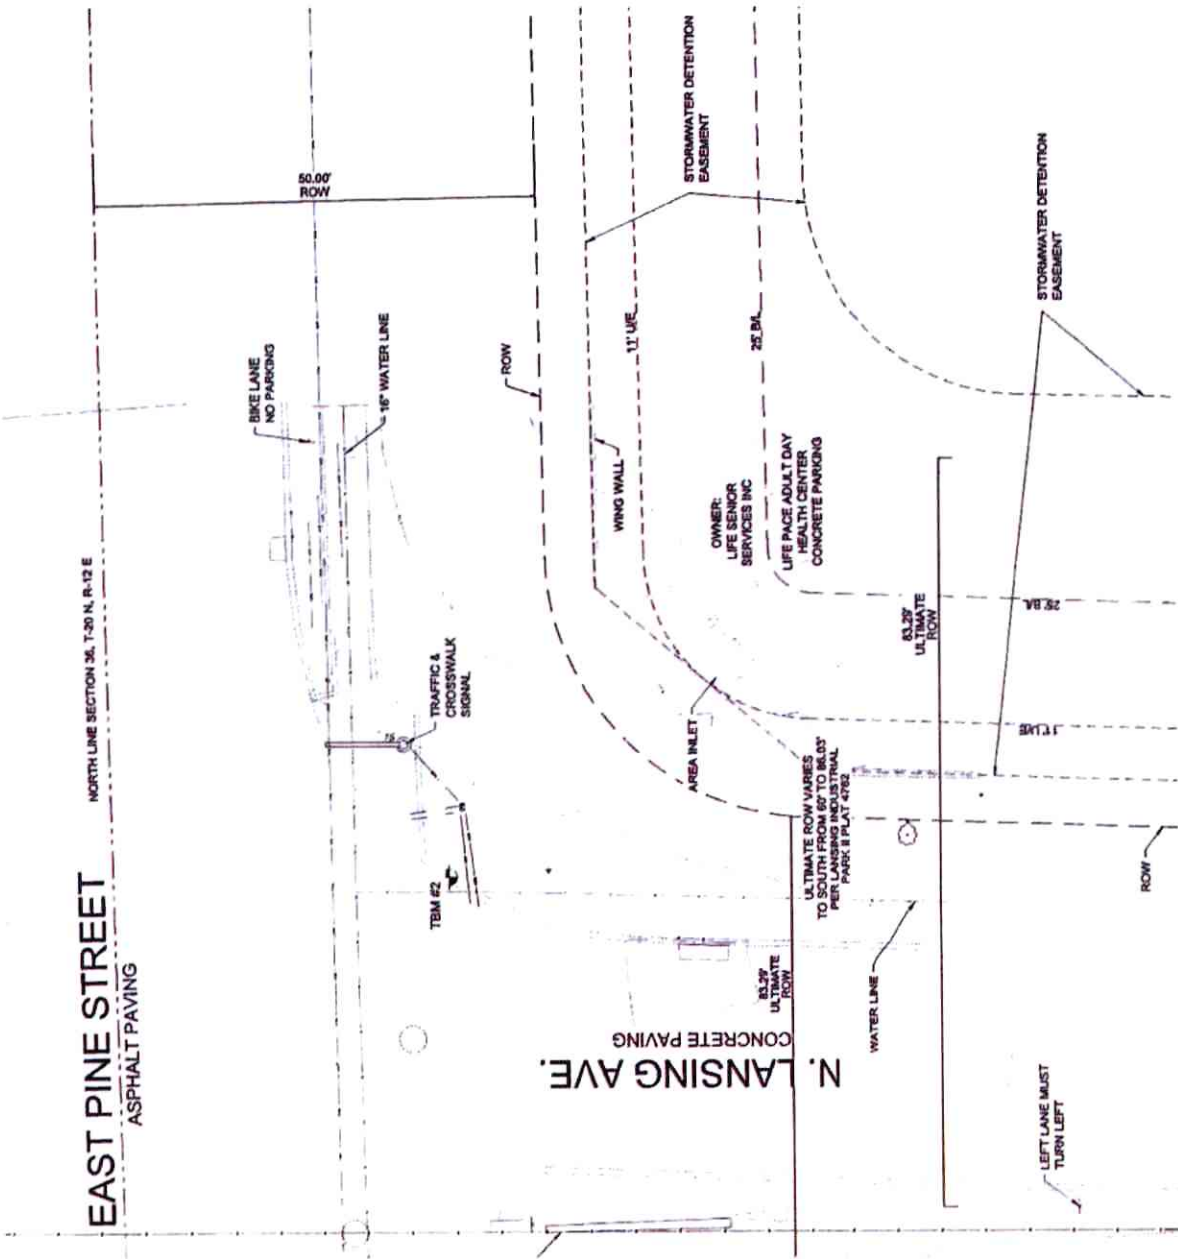 EAST PINE STREET
ASPHALT PAVING
NORTH LINE SECTION 36, T-20 N, R-12 E
50.00'
ROW
BIKE LANE
NO PARKING
16" WATER LINE
TRAFFIC &
CROSSWALK
SIGNAL
TBM #2
ROW
STORMWATER DETENTION
EASEMENT
11' U/E
25' B/L
WING WALL
OWNER:
LIFE SENIOR
SERVICES INC
LIFE PACE ADULT DAY
HEALTH CENTER
CONCRETE PARKING
AREA INLET
STORMWATER DETENTION
EASEMENT
83.29'
ULTIMATE
ROW
25' B/L
11' U/E
ULTIMATE ROW VARIES
TO SOUTH FROM 60' TO 86.03'
PER LANSING INDUSTRIAL
PARK II PLAT 4762
ROW
83.29'
ULTIMATE
ROW
WATER LINE
N. LANSING AVE.
CONCRETE PAVING
LEFT LANE MUST
TURN LEFT